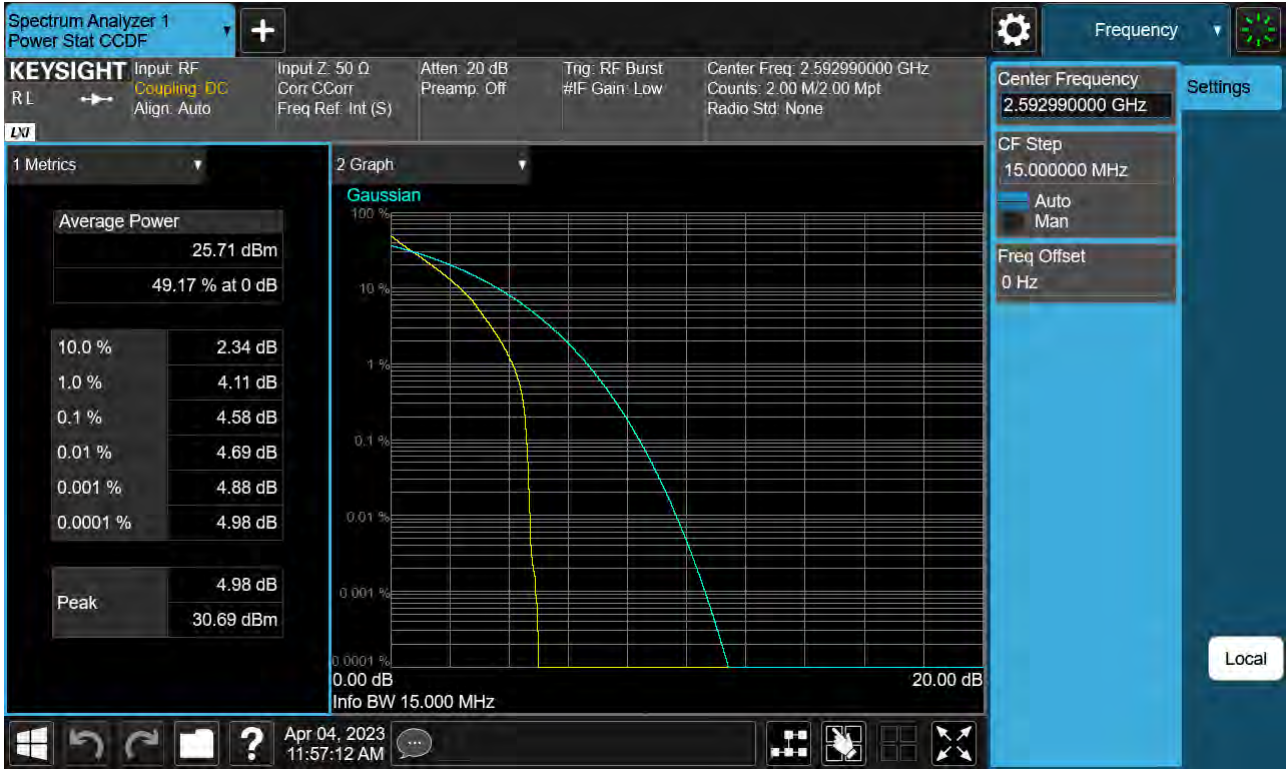 Spectrum Analyzer 1
Power Stat CCDF
Frequency
KEYSIGHT
R L
LXI
Input: RF
Coupling: DC
Align: Auto
Input Z: 50 Ω
Corr CCorr
Freq Ref: Int (S)
Atten: 20 dB
Preamp: Off
Trig: RF Burst
#IF Gain: Low
Center Freq: 2.592990000 GHz
Counts: 2.00 M/2.00 Mpt
Radio Std: None
Center Frequency
2.592990000 GHz
Settings
CF Step
15.000000 MHz
Auto
Man
Freq Offset
0 Hz
Local
1 Metrics
Average Power
25.71 dBm
49.17 % at 0 dB
10.0 % 2.34 dB
1.0 % 4.11 dB
0.1 % 4.58 dB
0.01 % 4.69 dB
0.001 % 4.88 dB
0.0001 % 4.98 dB
Peak
4.98 dB
30.69 dBm
2 Graph
Gaussian
100 %
10 %
1 %
0.1 %
0.01 %
0.001 %
0.0001 %
0.00 dB 20.00 dB
Info BW 15.000 MHz
?
Apr 04, 2023
11:57:12 AM